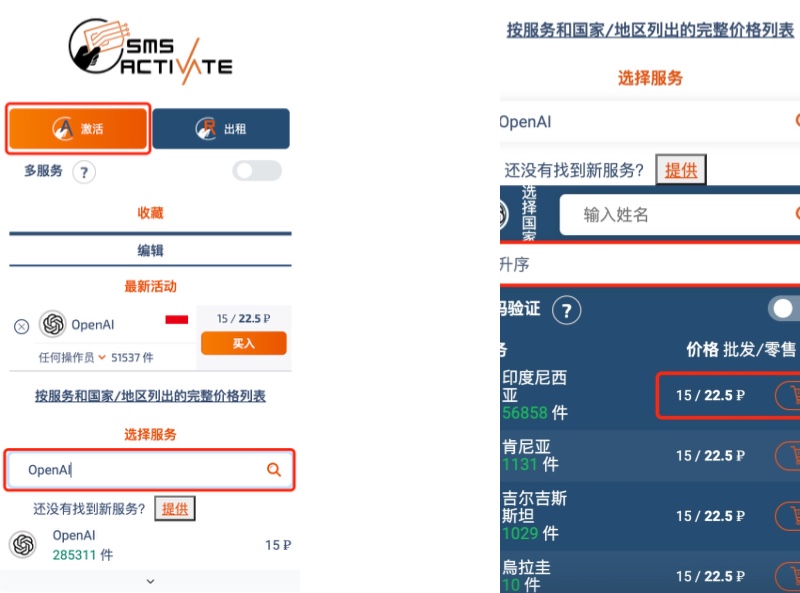 SMS
ACTIVATE
激活
出租
多服务 ?
收藏
编辑
最新活动
OpenAI
15 / 22.5 ₽
买入
任何操作员 51537 件
按服务和国家/地区列出的完整价格列表
选择服务
OpenAI
还没有找到新服务? 提供
OpenAI
285311 件
15 ₽
按服务和国家/地区列出的完整价格列表
选择服务
OpenAI
还没有找到新服务? 提供
选择国家
输入姓名
升序
验证 ?
价格 批发/零售
印度尼西亚
56858 件
15 / 22.5 ₽
肯尼亚
1131 件
15 / 22.5 ₽
吉尔吉斯斯坦
1029 件
15 / 22.5 ₽
烏拉圭
10 件
15 / 22.5 ₽